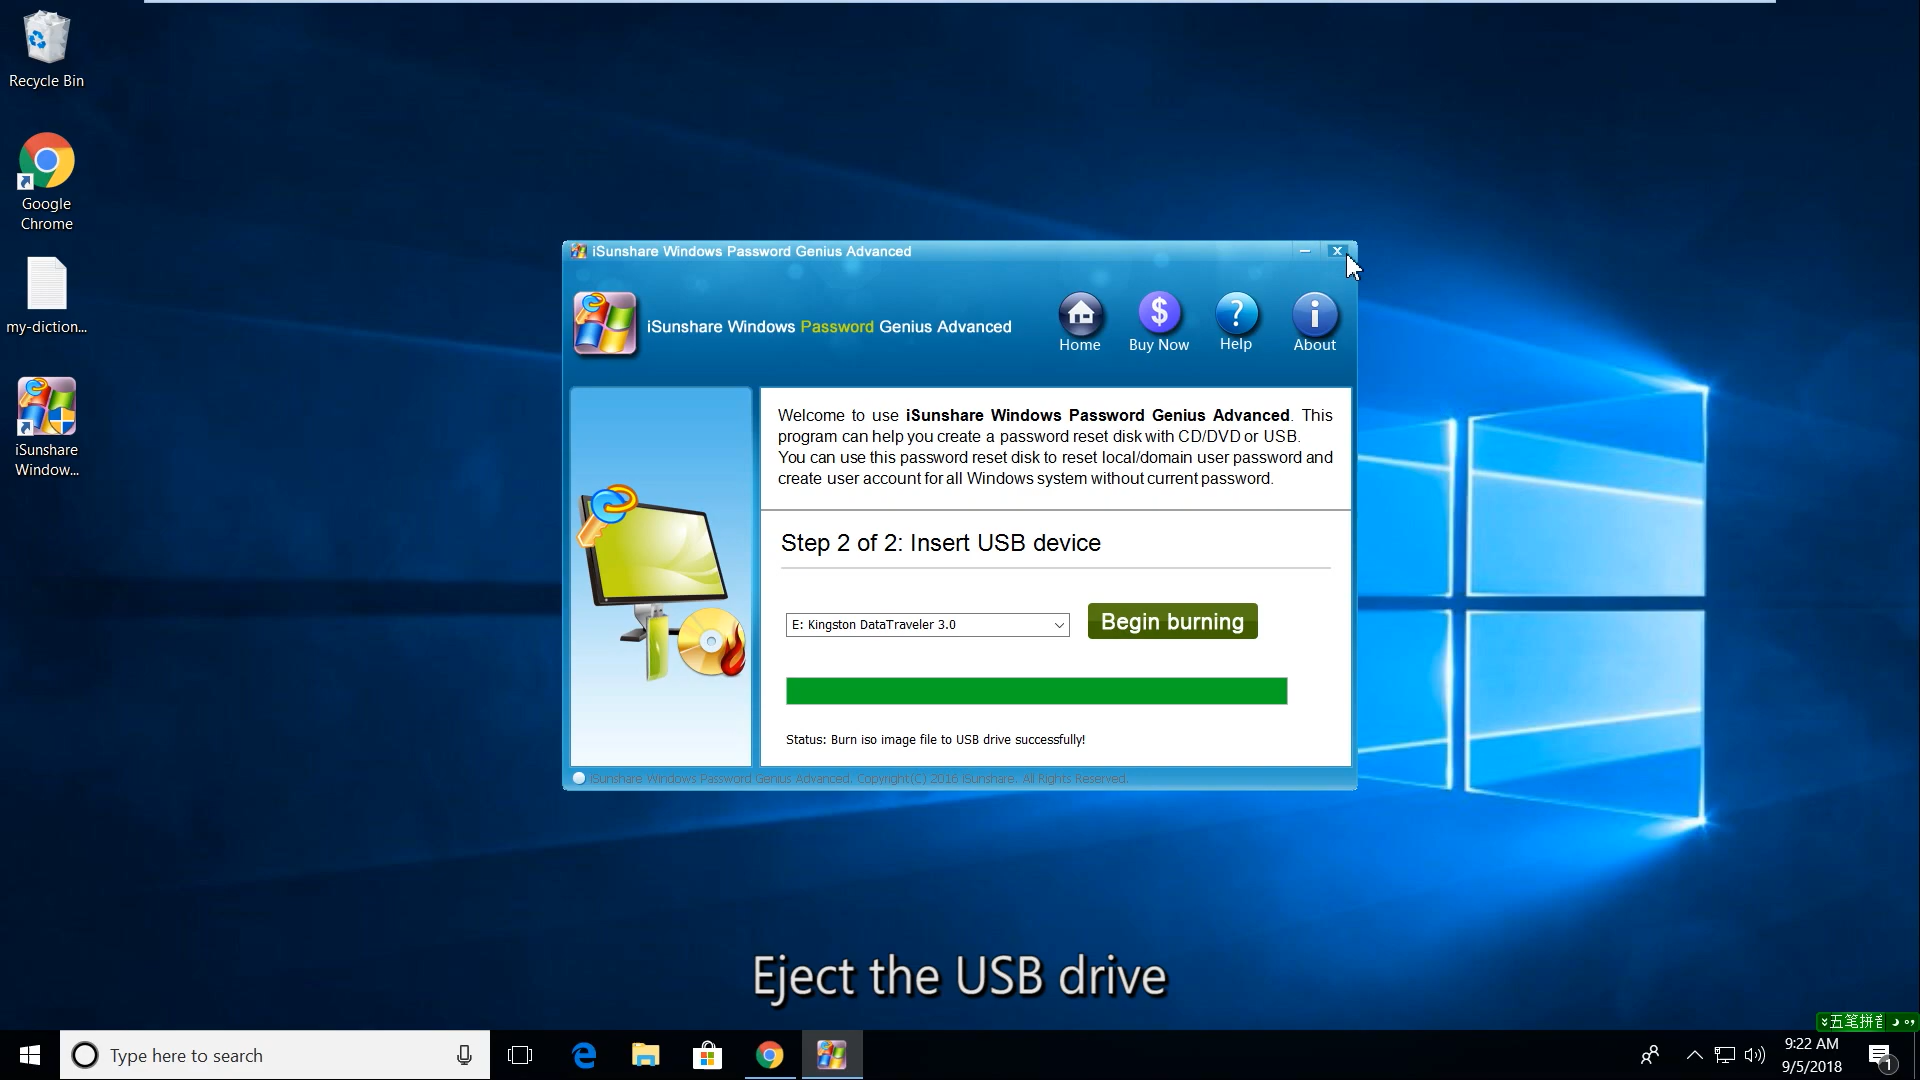 Recycle Bin
Google
Chrome
my-diction...
iSunshare
Window...
iSunshare Windows Password Genius Advanced
iSunshare Windows Password Genius Advanced
Home
Buy Now
Help
About
Welcome to use iSunshare Windows Password Genius Advanced. This
program can help you create a password reset disk with CD/DVD or USB.
You can use this password reset disk to reset local/domain user password and
create user account for all Windows system without current password.
Step 2 of 2: Insert USB device
E: Kingston DataTraveler 3.0
Begin burning
Status: Burn iso image file to USB drive successfully!
iSunshare Windows Password Genius Advanced. Copyright(C) 2016 iSunshare. All Rights Reserved.
Eject the USB drive
五笔拼音
Type here to search
9:22 AM
9/5/2018
1